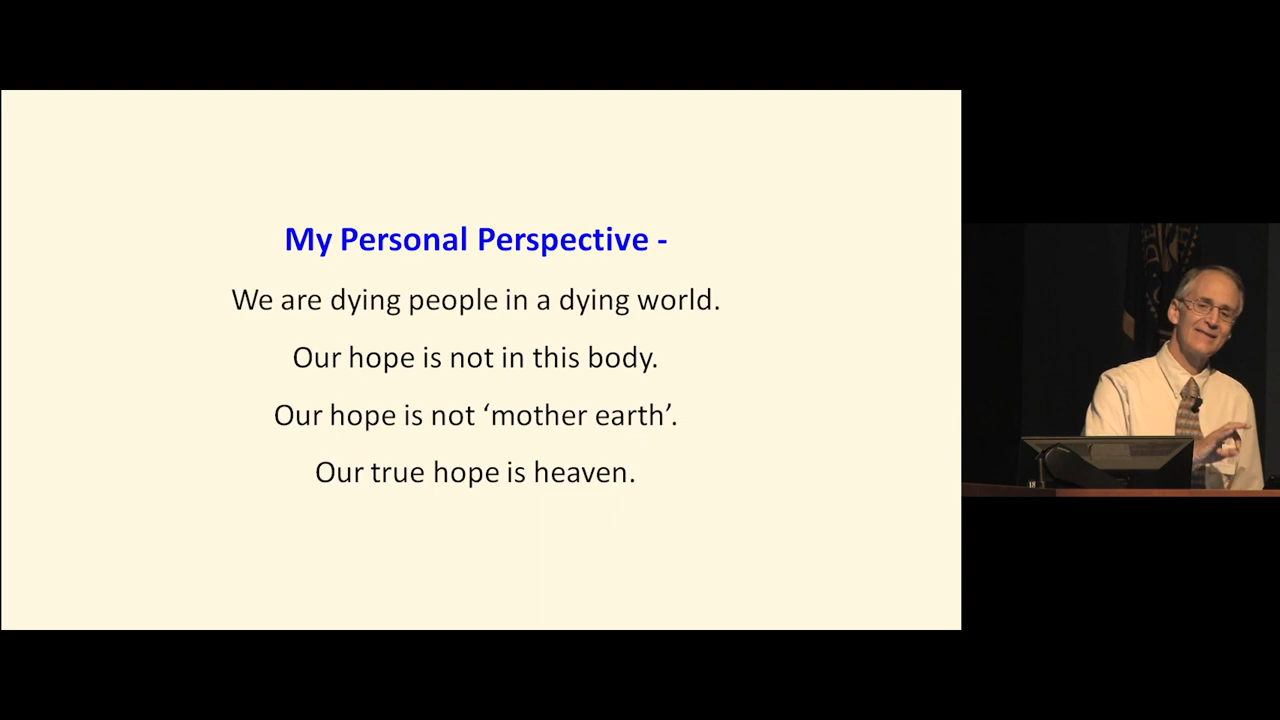 My Personal Perspective -
We are dying people in a dying world.
Our hope is not in this body.
Our hope is not ‘mother earth’.
Our true hope is heaven.